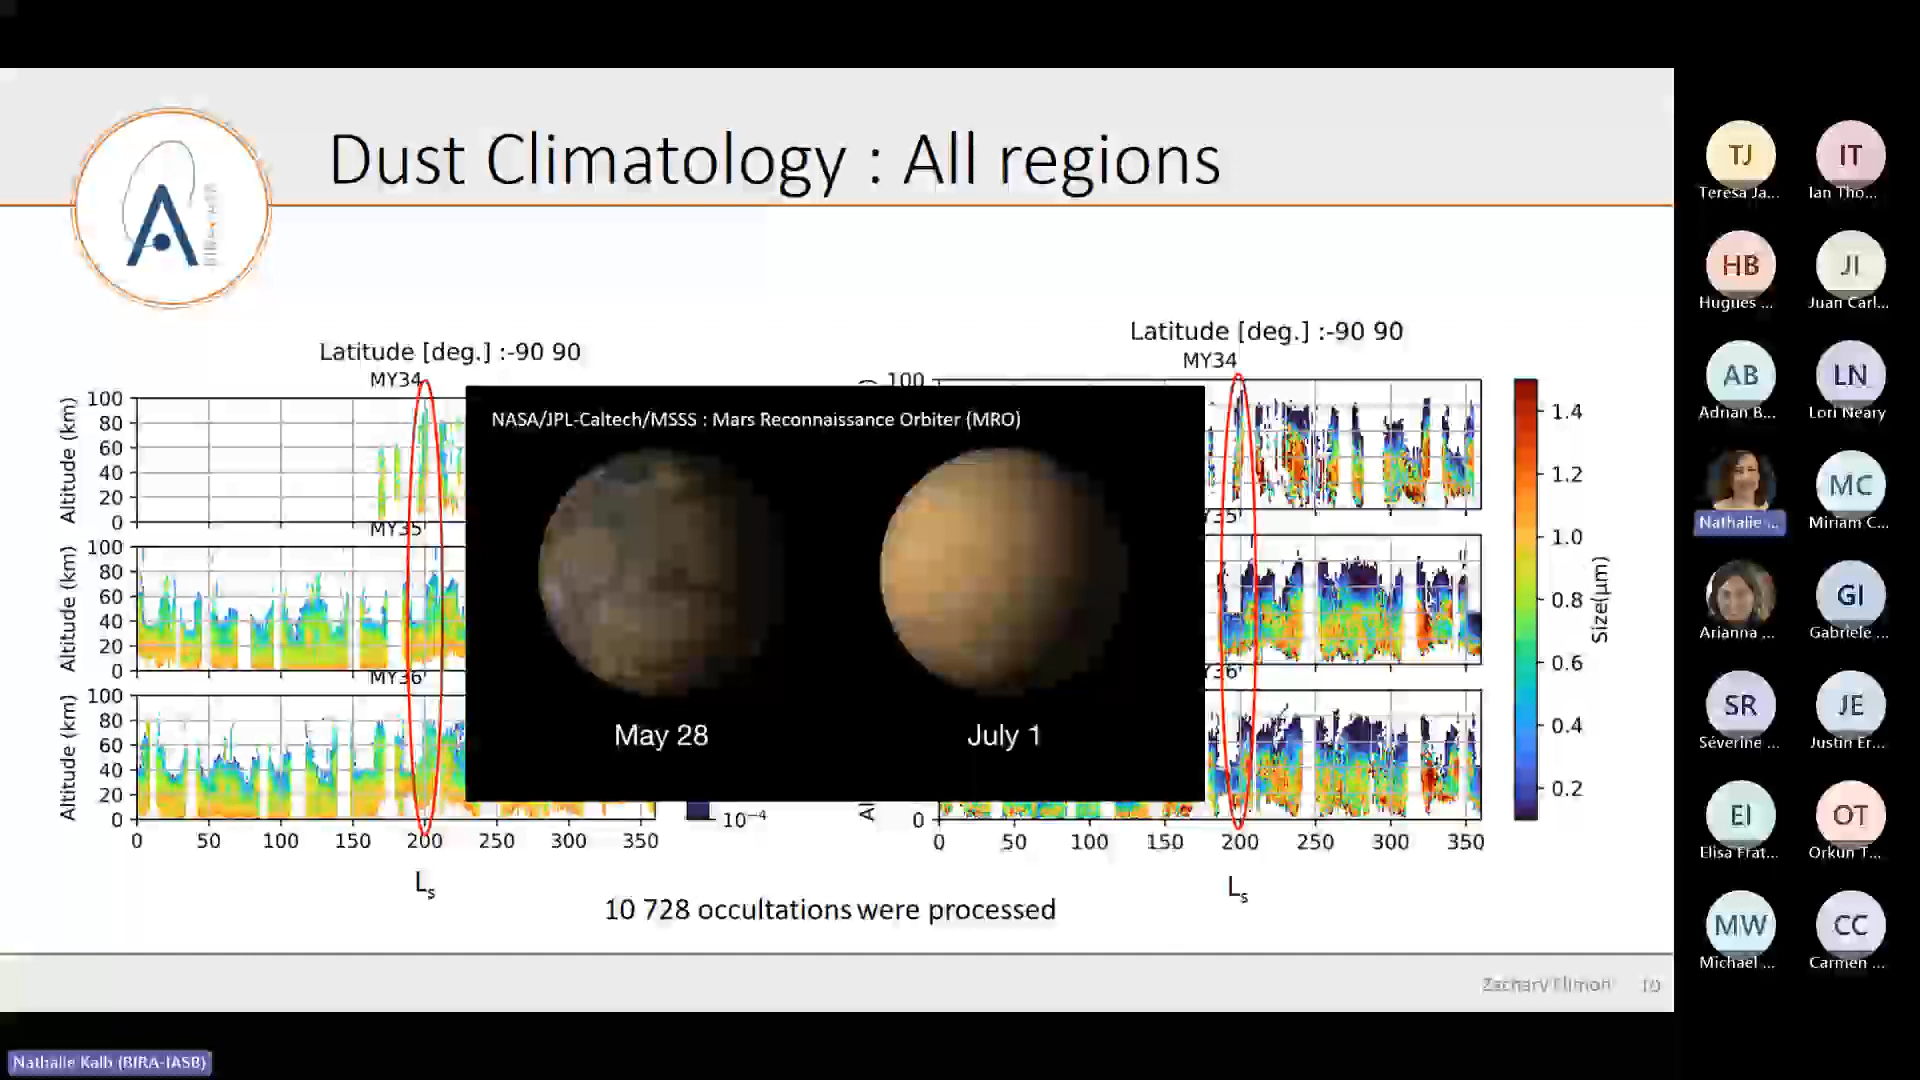 Dust Climatology : All regions
BIRA-IASB
Latitude [deg.] :-90 90
MY34
Altitude (km)
100
80
60
40
20
0
MY35
Altitude (km)
100
80
60
40
20
0
MY36
Altitude (km)
100
80
60
40
20
0
0 50 100 150 200 250 300 350
Ls
10⁻⁴
NASA/JPL-Caltech/MSSS : Mars Reconnaissance Orbiter (MRO)
May 28
July 1
Latitude [deg.] :-90 90
MY34
100
0
0 50 100 150 200 250 300 350
Ls
1.4
1.2
1.0
0.8
0.6
0.4
0.2
Size(μm)
10 728 occultations were processed
Zachary Flimon 10
TJ
Teresa Ja...
IT
Ian Tho...
HB
Hugues ...
JI
Juan Carl...
AB
Adrian B...
LN
Lori Neary
Nathalie ...
MC
Miriam C...
Arianna ...
GI
Gabriele ...
SR
Séverine ...
JE
Justin Er...
EI
Elisa Frat...
OT
Orkun T...
MW
Michael ...
CC
Carmen ...
Nathalie Kalb (BIRA-IASB)